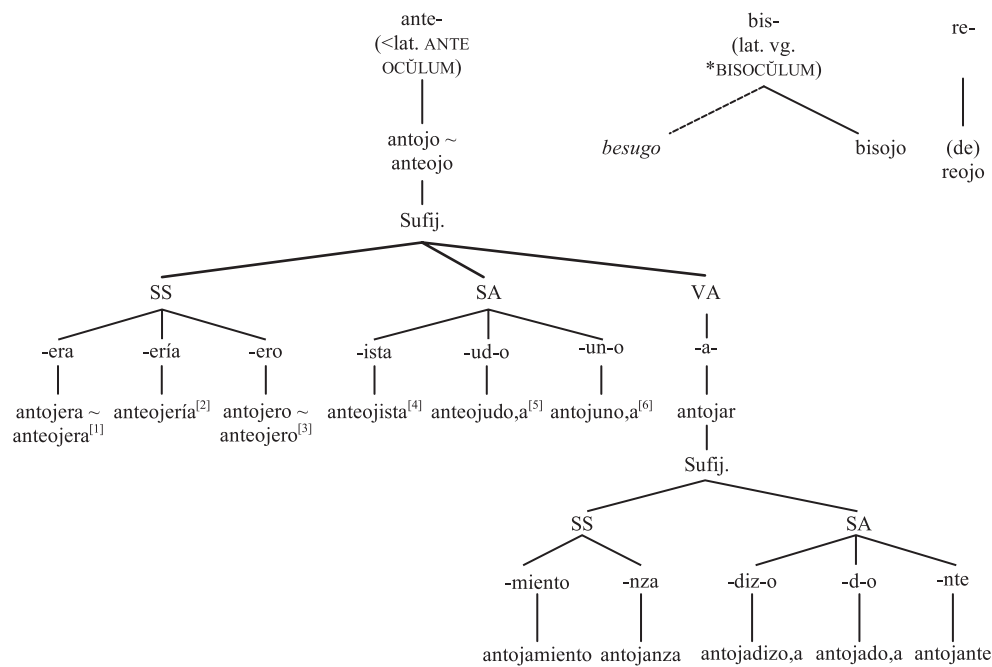 ante-
(<lat. ANTE
OCŬLUM)
bis-
(lat. vg.
*BISOCŬLUM)
re-
antojo ~
anteojo
besugo
bisojo
(de)
reojo
Sufij.
SS
SA
VA
-era
-ería
-ero
-ista
-ud-o
-un-o
-a-
antojera ~
anteojera[1]
anteojería[2]
antojero ~
anteojero[3]
anteojista[4]
anteojudo,a[5]
antojuno,a[6]
antojar
Sufij.
SS
SA
-miento
-nza
-diz-o
-d-o
-nte
antojamiento
antojanza
antojadizo,a
antojado,a
antojante